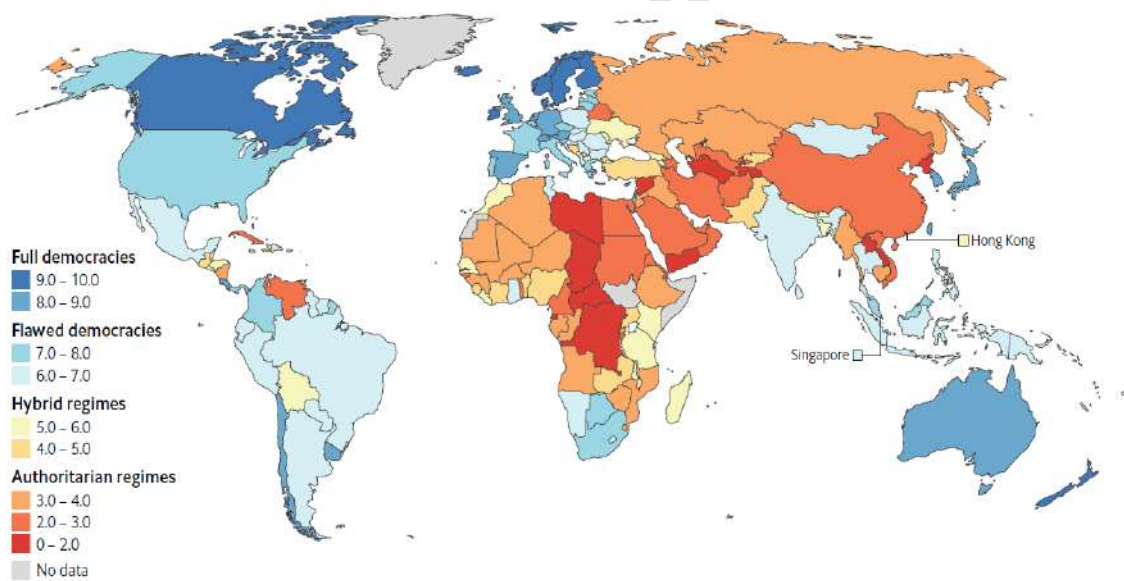 Full democracies
9.0 – 10.0
8.0 – 9.0
Flawed democracies
7.0 – 8.0
6.0 – 7.0
Hybrid regimes
5.0 – 6.0
4.0 – 5.0
Authoritarian regimes
3.0 – 4.0
2.0 – 3.0
0 – 2.0
No data
Hong Kong
Singapore